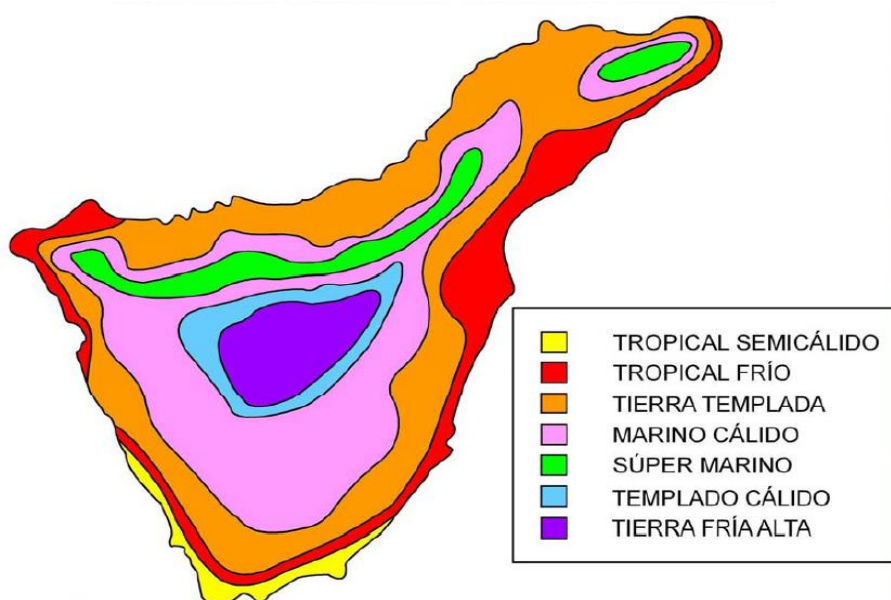 TROPICAL SEMICÁLIDO
TROPICAL FRÍO
TIERRA TEMPLADA
MARINO CÁLIDO
SÚPER MARINO
TEMPLADO CÁLIDO
TIERRA FRÍA ALTA